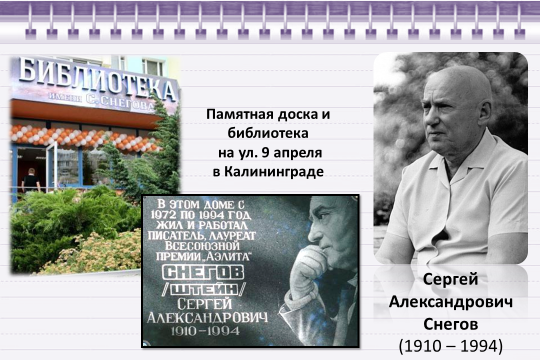 БИБЛИОТЕКА
ИМЕНИ С. СНЕГОВА
Памятная доска и
библиотека
на ул. 9 апреля
в Калининграде
В ЭТОМ ДОМЕ С
1972 ПО 1994 ГОД
ЖИЛ И РАБОТАЛ
ПИСАТЕЛЬ, ЛАУРЕАТ
ВСЕСОЮЗНОЙ
ПРЕМИИ „АЭЛИТА"
СНЕГОВ
/ШТЕЙН/
СЕРГЕЙ
АЛЕКСАНДРОВИЧ
1910-1994
Сергей
Александрович
Снегов
(1910 – 1994)